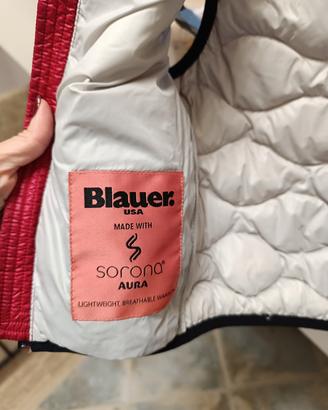 Blauer.
USA
MADE WITH
sorona®
AURA
LIGHTWEIGHT, BREATHABLE WARMTH